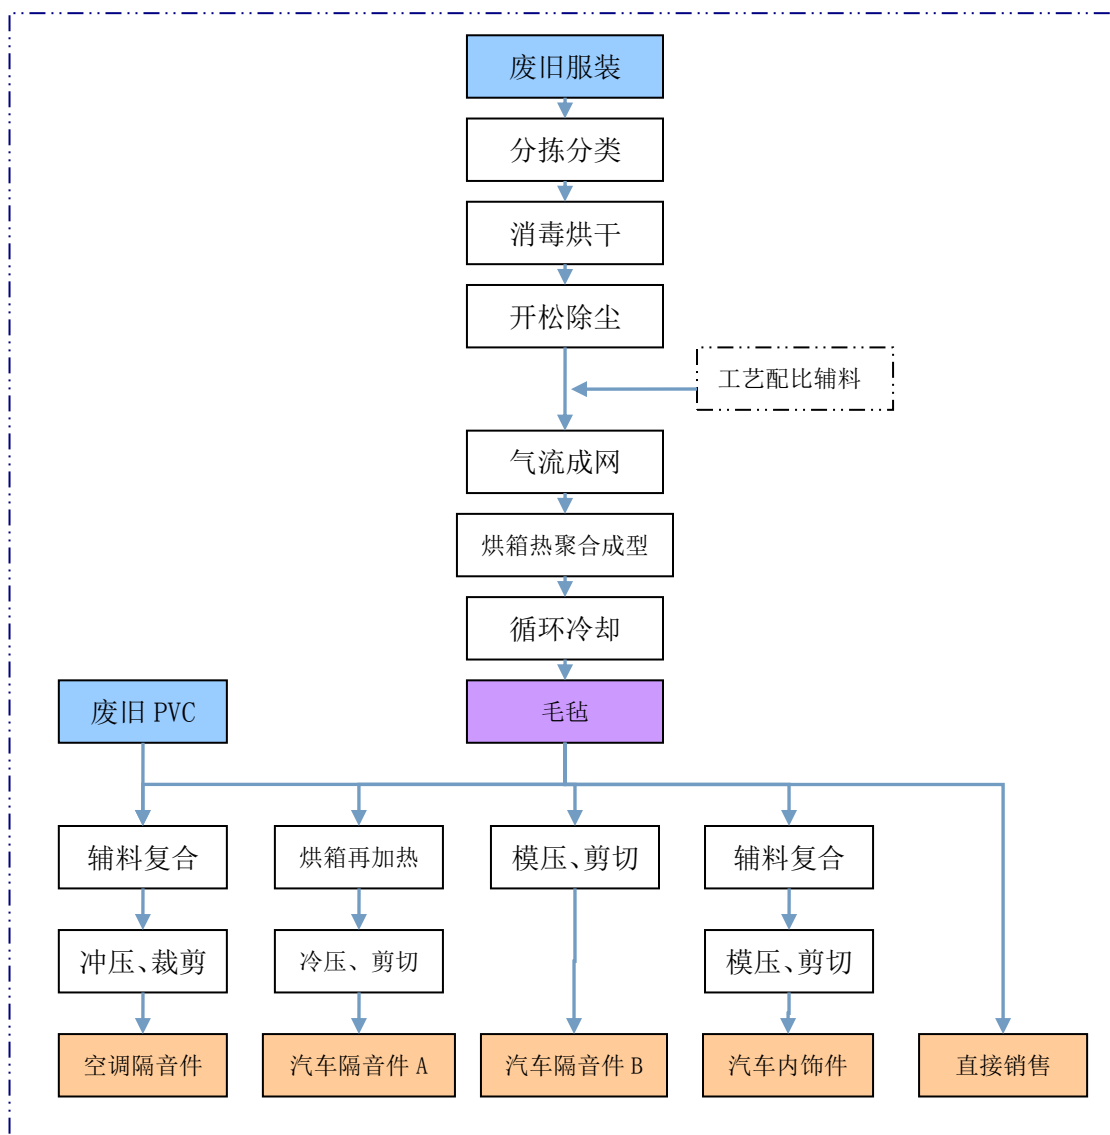 废旧服装
分拣分类
消毒烘干
开松除尘
工艺配比辅料
气流成网
烘箱热聚合成型
循环冷却
废旧 PVC
毛毡
辅料复合
烘箱再加热
模压、剪切
辅料复合
冲压、裁剪
冷压、剪切
模压、剪切
空调隔音件
汽车隔音件 A
汽车隔音件 B
汽车内饰件
直接销售